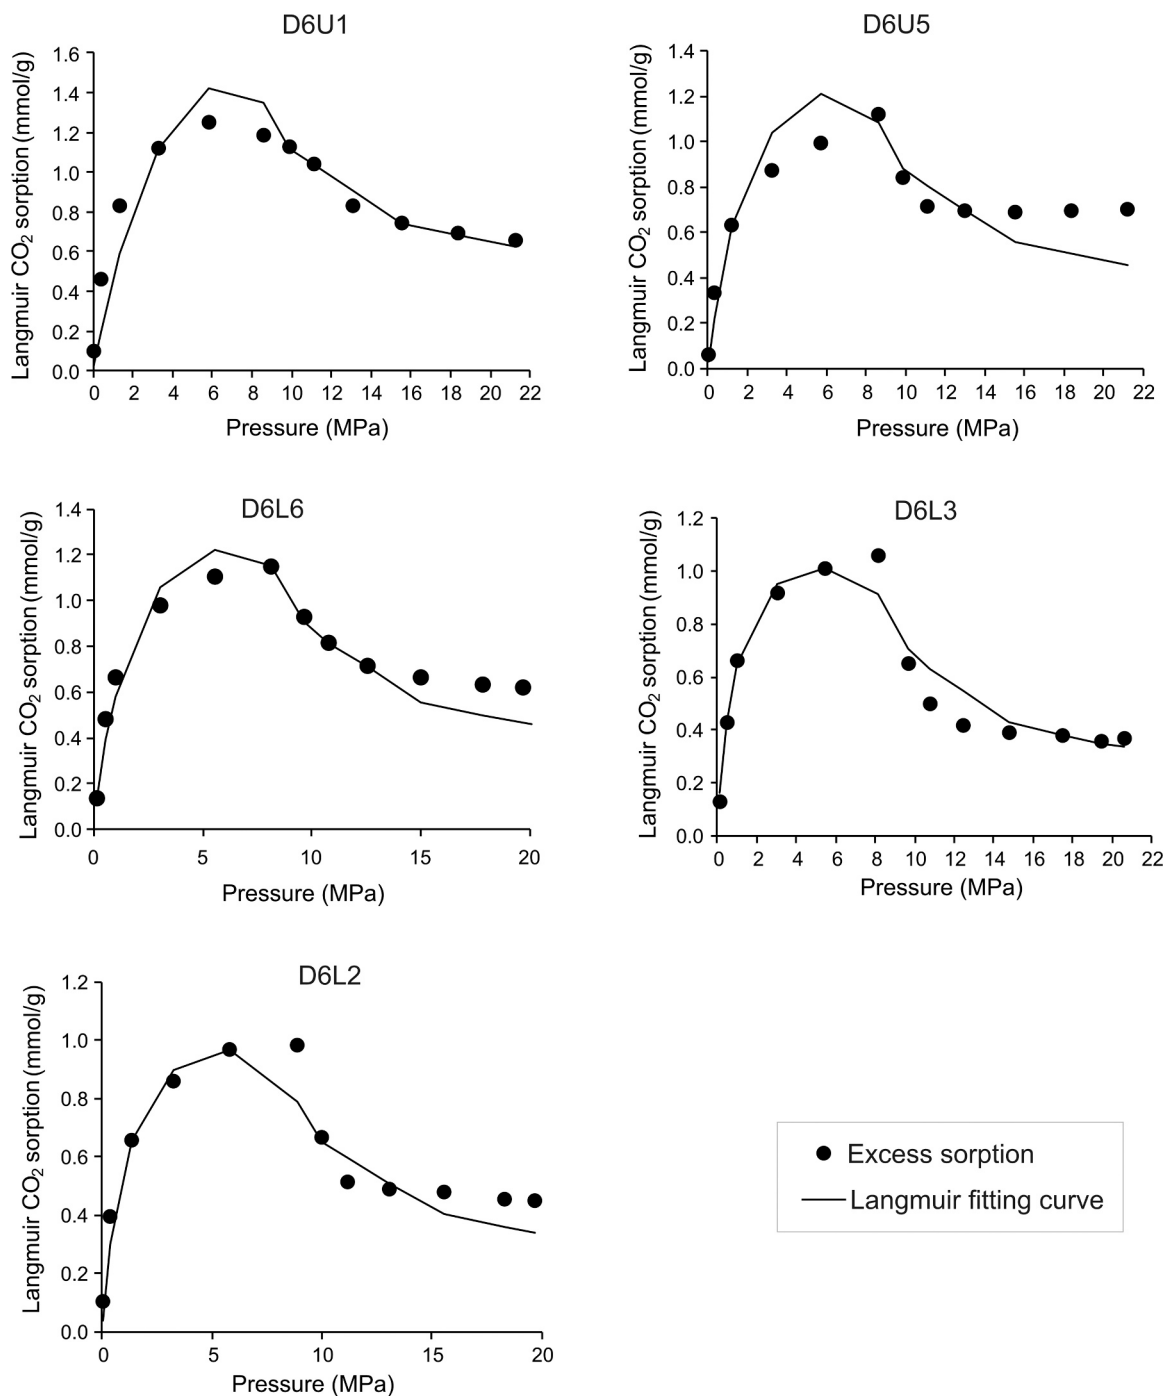 D6U1
Langmuir CO2 sorption (mmol/g)
1.6
1.4
1.2
1.0
0.8
0.6
0.4
0.2
0.0
0 2 4 6 8 10 12 14 16 18 20 22
Pressure (MPa)
D6U5
Langmuir CO2 sorption (mmol/g)
1.4
1.2
1.0
0.8
0.6
0.4
0.2
0.0
0 2 4 6 8 10 12 14 16 18 20 22
Pressure (MPa)
D6L6
Langmuir CO2 sorption (mmol/g)
1.4
1.2
1.0
0.8
0.6
0.4
0.2
0.0
0 5 10 15 20
Pressure (MPa)
D6L3
Langmuir CO2 sorption (mmol/g)
1.2
1.0
0.8
0.6
0.4
0.2
0.0
0 2 4 6 8 10 12 14 16 18 20 22
Pressure (MPa)
D6L2
Langmuir CO2 sorption (mmol/g)
1.2
1.0
0.8
0.6
0.4
0.2
0.0
0 5 10 15 20
Pressure (MPa)
Excess sorption
Langmuir fitting curve